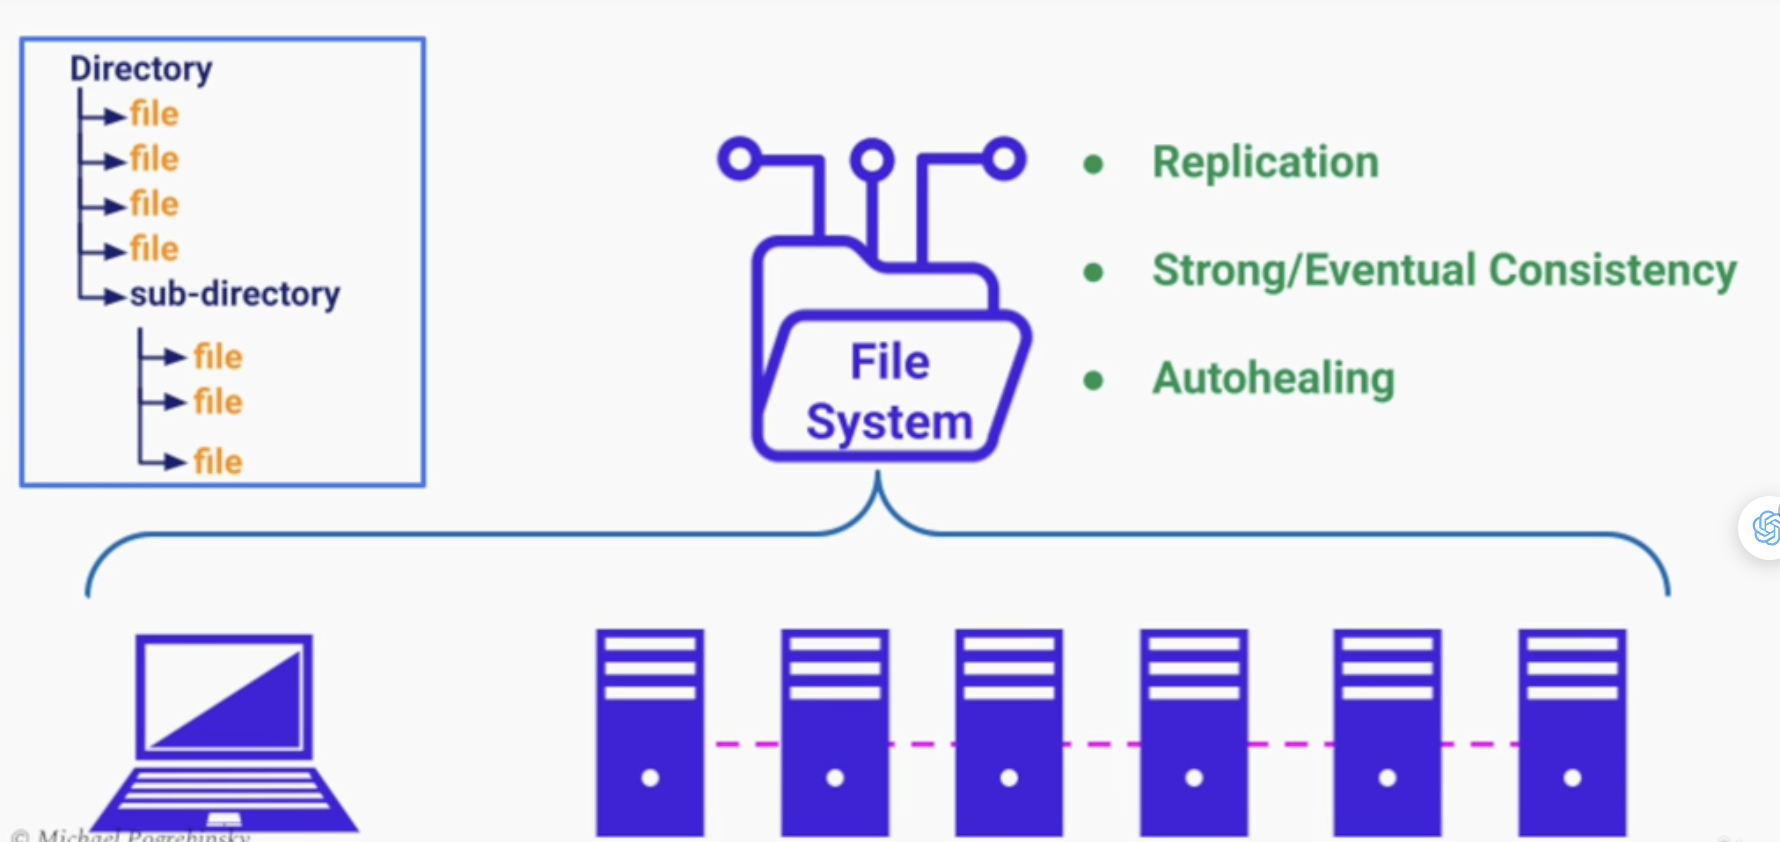 Directory
file
file
file
file
sub-directory
file
file
file
File
System
Replication
Strong/Eventual Consistency
Autohealing
© Michael Pogrebinsky